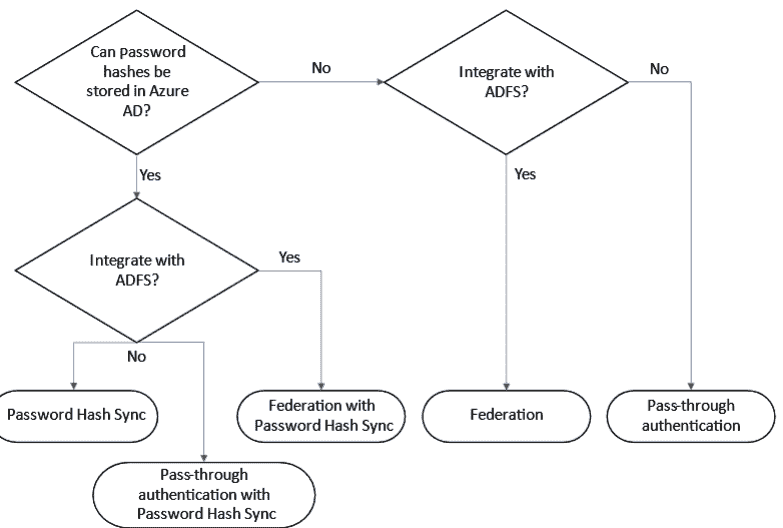 Can password
hashes be
stored in Azure
AD?
No
Integrate with
ADFS?
No
Yes
Yes
Integrate with
ADFS?
Yes
No
Password Hash Sync
Federation with
Password Hash Sync
Federation
Pass-through
authentication
Pass-through
authentication with
Password Hash Sync